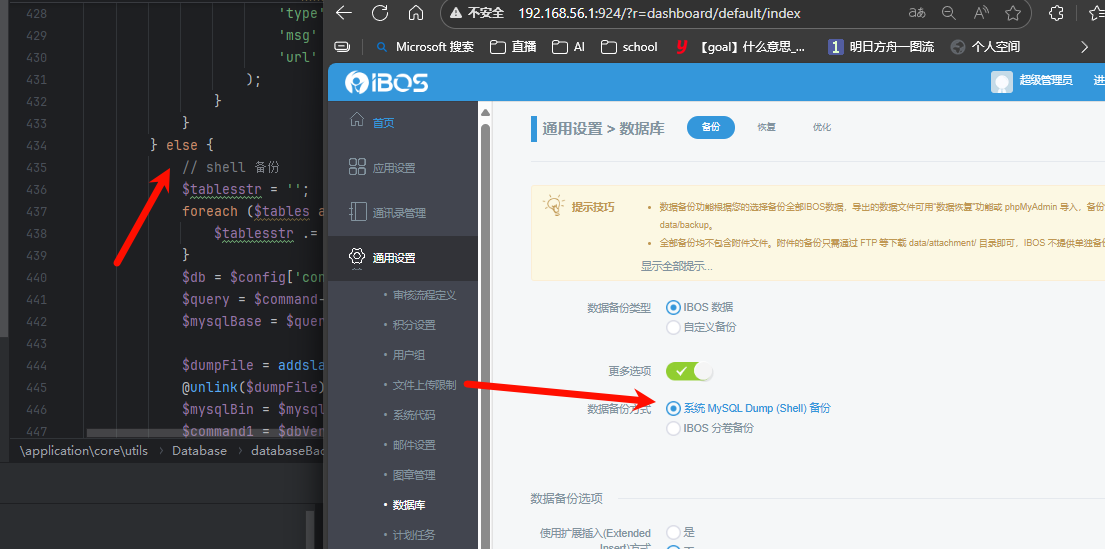 428 'type'
429 'msg'
430 'url'
431 );
432 }
433 }
434 } else {
435 // shell 备份
436 $tablesstr = '';
437 foreach ($tables a
438 $tablesstr .=
439 }
440 $db = $config['con
441 $query = $command-
442 $mysqlBase = $quer
443
444 $dumpFile = addsla
445 @unlink($dumpFile)
446 $mysqlBin = $mysql
447 $command1 = $dbVer
\application\core\utils > Database > databaseBac
不安全 192.168.56.1:924/?r=dashboard/default/index
Microsoft 搜索 直播 AI school 【goal】什么意思_... 明日方舟一图流 个人空间
IBOS
超级管理员 进
首页
应用设置
通讯录管理
通用设置
• 审核流程定义
• 积分设置
• 用户组
• 文件上传限制
• 系统代码
• 邮件设置
• 图章管理
• 数据库
• 计划任务
通用设置 > 数据库 备份 恢复 优化
提示技巧
• 数据备份功能根据您的选择备份全部IBOS数据，导出的数据文件可用"数据恢复"功能或 phpMyAdmin 导入，备份
data/backup。
• 全部备份均不包含附件文件。附件的备份只需通过 FTP 等下载 data/attachment/ 目录即可，IBOS 不提供单独备份
显示全部提示...
数据备份类型 IBOS 数据
自定义备份
更多选项
数据备份方式 系统 MySQL Dump (Shell) 备份
IBOS 分卷备份
数据备份选项
使用扩展插入(Extended 是
Insert)方式